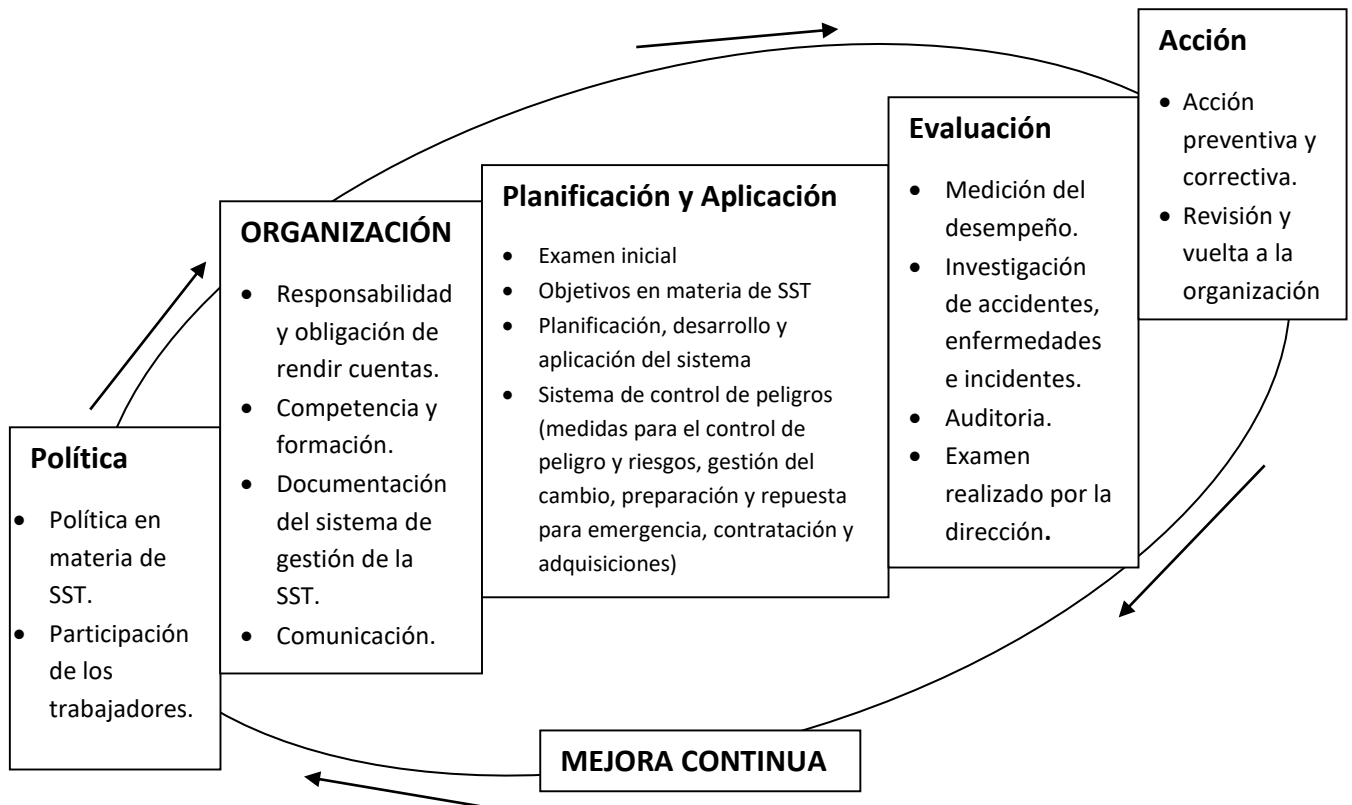 Política
• Política en
materia de
SST.
• Participación
de los
trabajadores.
ORGANIZACIÓN
• Responsabilidad
y obligación de
rendir cuentas.
• Competencia y
formación.
• Documentación
del sistema de
gestión de la
SST.
• Comunicación.
Planificación y Aplicación
• Examen inicial
• Objetivos en materia de SST
• Planificación, desarrollo y
aplicación del sistema
• Sistema de control de peligros
(medidas para el control de
peligro y riesgos, gestión del
cambio, preparación y repuesta
para emergencia, contratación y
adquisiciones)
Evaluación
• Medición del
desempeño.
• Investigación
de accidentes,
enfermedades
e incidentes.
• Auditoria.
• Examen
realizado por la
dirección.
Acción
• Acción
preventiva y
correctiva.
• Revisión y
vuelta a la
organización
MEJORA CONTINUA